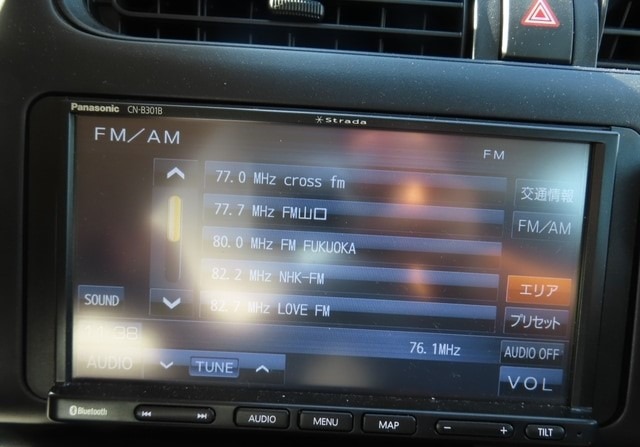 Panasonic CN-B301B
Strada
FM/AM
FM
77.0 MHz cross fm
交通情報
77.7 MHz FM山口
FM/AM
80.0 MHz FM FUKUOKA
82.2 MHz NHK-FM
エリア
SOUND
82.7 MHz LOVE FM
プリセット
76.1MHz
AUDIO OFF
AUDIO
TUNE
VOL
Bluetooth
AUDIO
MENU
MAP
− +
TILT